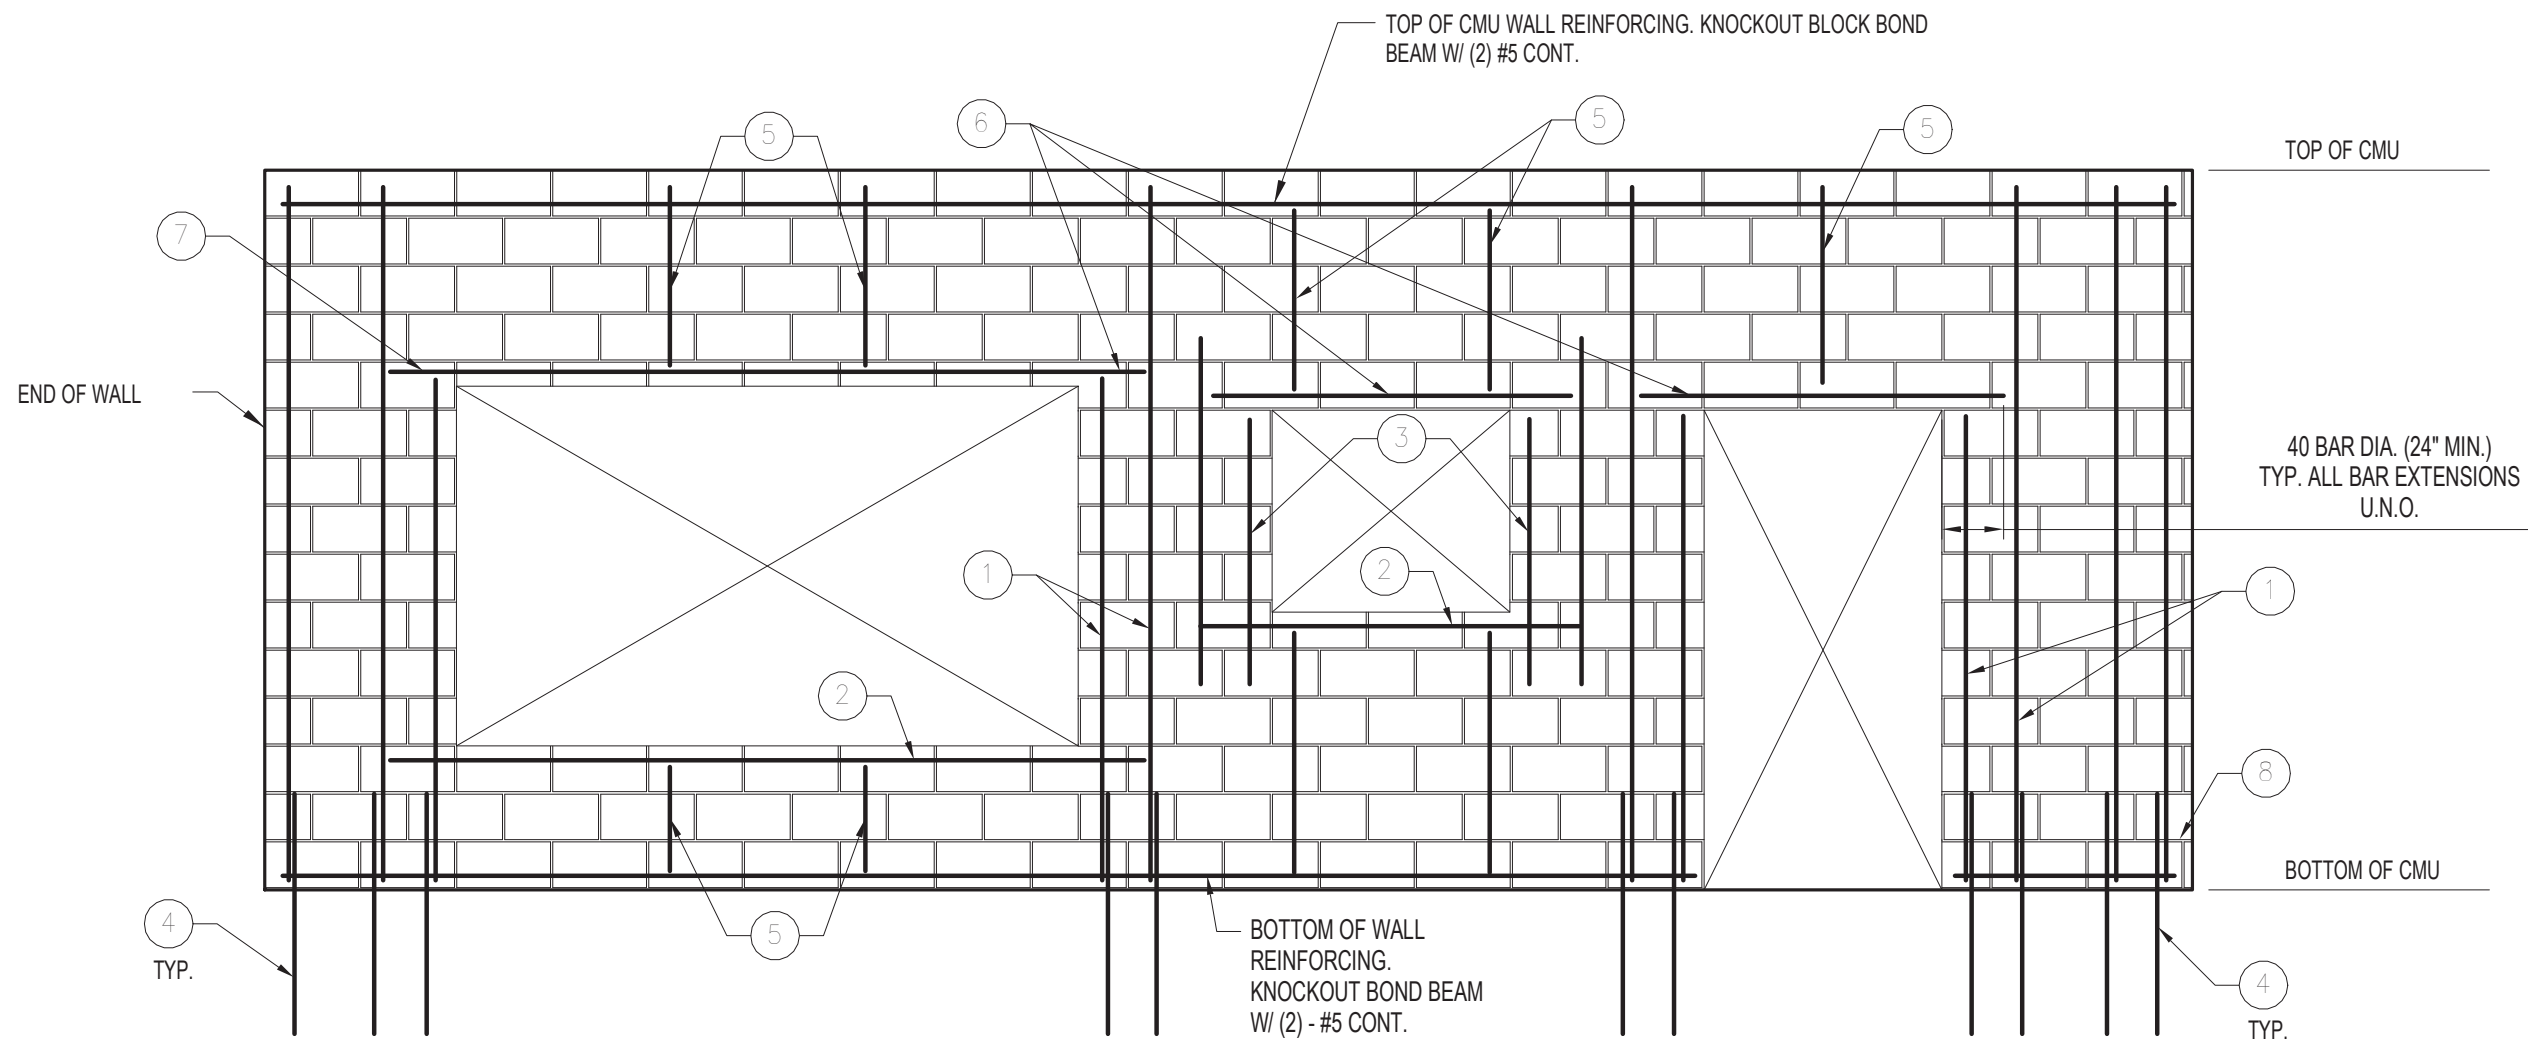 TOP OF CMU WALL REINFORCING. KNOCKOUT BLOCK BOND
BEAM W/ (2) #5 CONT.
5
6
5
5
TOP OF CMU
7
END OF WALL
3
40 BAR DIA. (24" MIN.)
TYP. ALL BAR EXTENSIONS
U.N.O.
1
2
1
2
8
BOTTOM OF CMU
4
TYP.
5
BOTTOM OF WALL
REINFORCING.
KNOCKOUT BOND BEAM
W/ (2) - #5 CONT.
4
TYP.